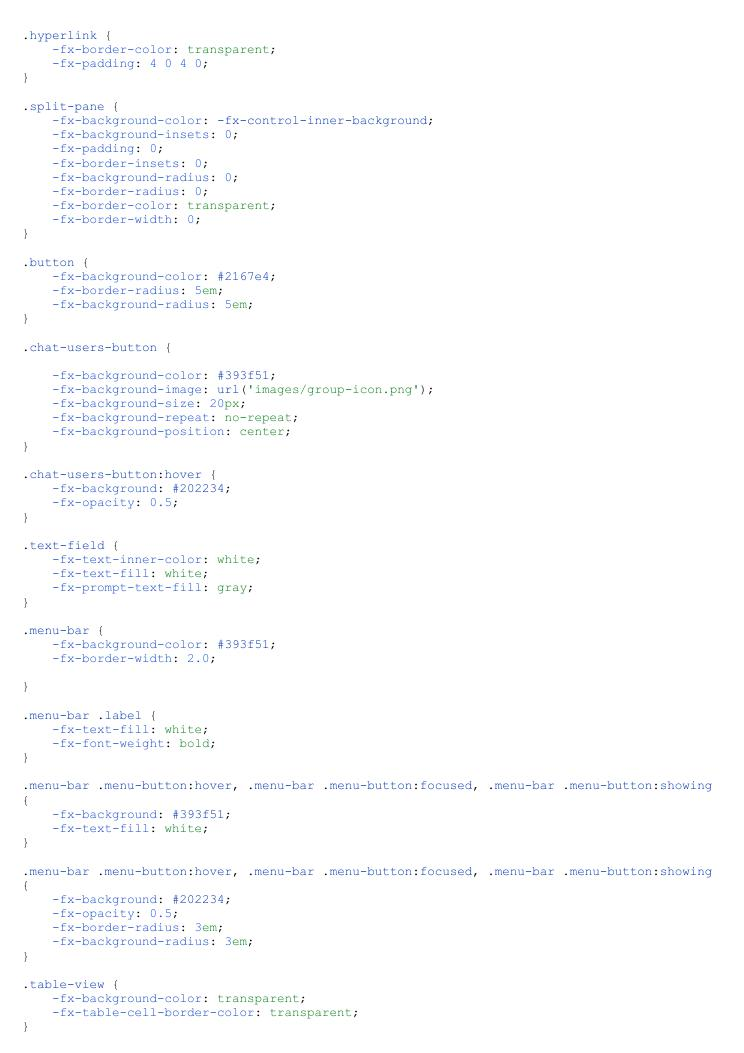 .hyperlink {
    -fx-border-color: transparent;
    -fx-padding: 4 0 4 0;
}

.split-pane {
    -fx-background-color: -fx-control-inner-background;
    -fx-background-insets: 0;
    -fx-padding: 0;
    -fx-border-insets: 0;
    -fx-background-radius: 0;
    -fx-border-radius: 0;
    -fx-border-color: transparent;
    -fx-border-width: 0;
}

.button {
    -fx-background-color: #2167e4;
    -fx-border-radius: 5em;
    -fx-background-radius: 5em;
}

.chat-users-button {

    -fx-background-color: #393f51;
    -fx-background-image: url('images/group-icon.png');
    -fx-background-size: 20px;
    -fx-background-repeat: no-repeat;
    -fx-background-position: center;
}

.chat-users-button:hover {
    -fx-background: #202234;
    -fx-opacity: 0.5;
}

.text-field {
    -fx-text-inner-color: white;
    -fx-text-fill: white;
    -fx-prompt-text-fill: gray;
}

.menu-bar {
    -fx-background-color: #393f51;
    -fx-border-width: 2.0;

}

.menu-bar .label {
    -fx-text-fill: white;
    -fx-font-weight: bold;
}

.menu-bar .menu-button:hover, .menu-bar .menu-button:focused, .menu-bar .menu-button:showing
{
    -fx-background: #393f51;
    -fx-text-fill: white;
}

.menu-bar .menu-button:hover, .menu-bar .menu-button:focused, .menu-bar .menu-button:showing
{
    -fx-background: #202234;
    -fx-opacity: 0.5;
    -fx-border-radius: 3em;
    -fx-background-radius: 3em;
}

.table-view {
    -fx-background-color: transparent;
    -fx-table-cell-border-color: transparent;
}